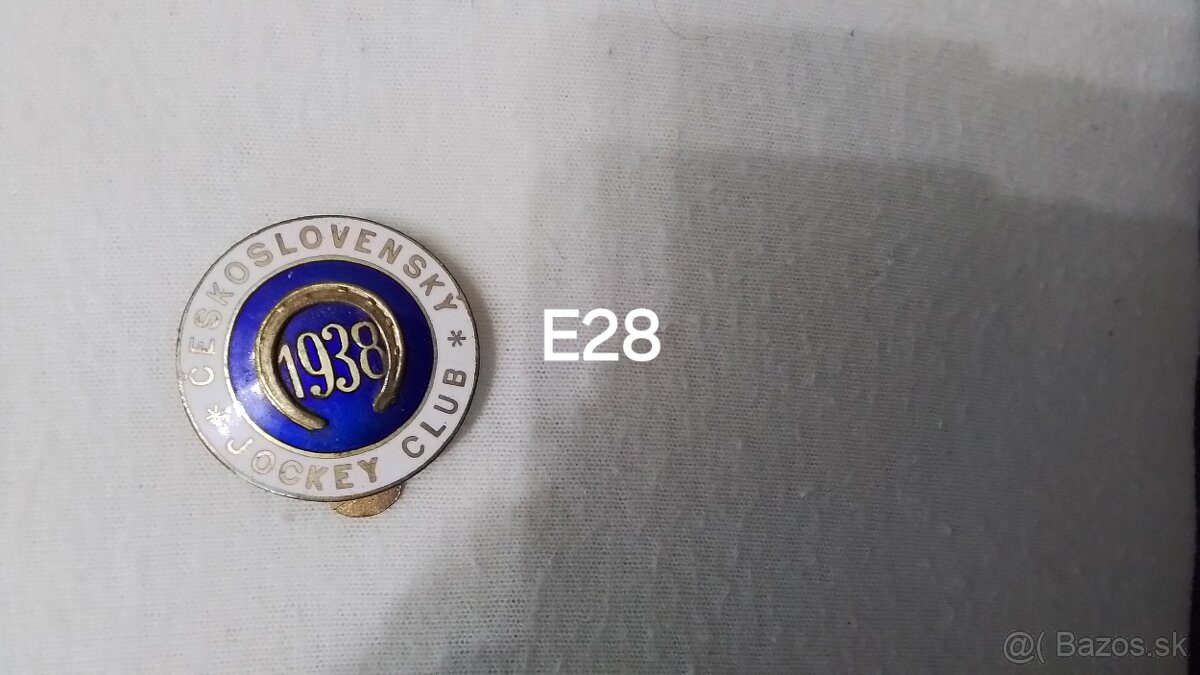 ČESKOSLOVENSKÝ
* JOCKEY CLUB *
1938
E28
@( Bazos.sk